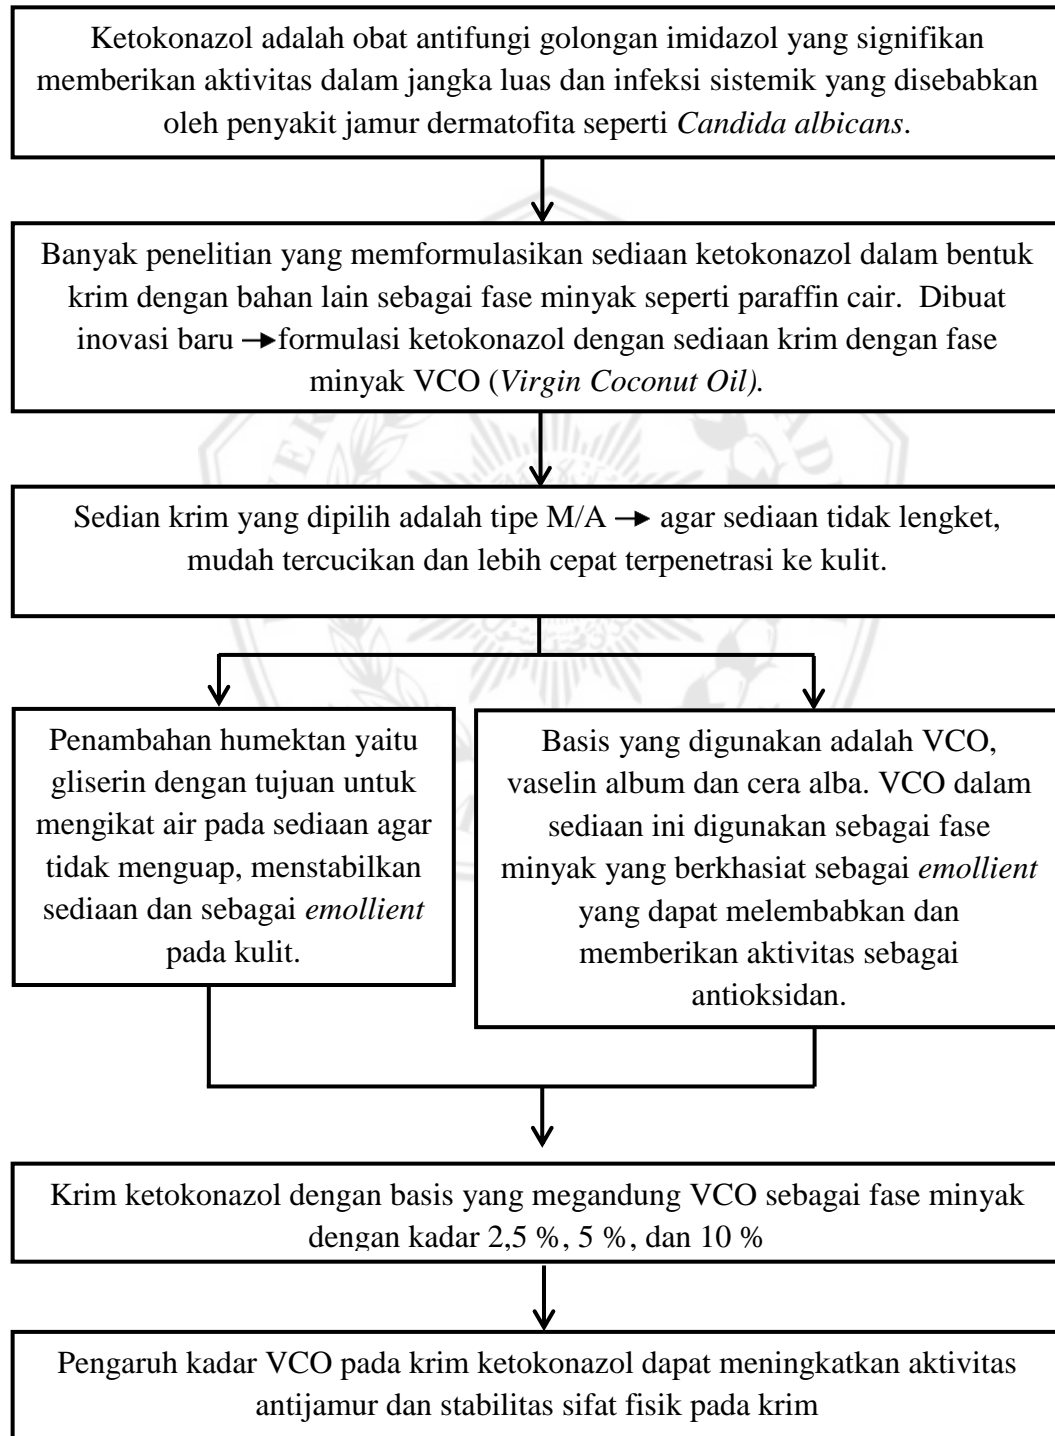 Ketokonazol adalah obat antifungi golongan imidazol yang signifikan
memberikan aktivitas dalam jangka luas dan infeksi sistemik yang disebabkan
oleh penyakit jamur dermatofita seperti Candida albicans.
Banyak penelitian yang memformulasikan sediaan ketokonazol dalam bentuk
krim dengan bahan lain sebagai fase minyak seperti paraffin cair. Dibuat
inovasi baru →formulasi ketokonazol dengan sediaan krim dengan fase
minyak VCO (Virgin Coconut Oil).
Sedian krim yang dipilih adalah tipe M/A → agar sediaan tidak lengket,
mudah tercucikan dan lebih cepat terpenetrasi ke kulit.
Penambahan humektan yaitu
gliserin dengan tujuan untuk
mengikat air pada sediaan agar
tidak menguap, menstabilkan
sediaan dan sebagai emollient
pada kulit.
Basis yang digunakan adalah VCO,
vaselin album dan cera alba. VCO dalam
sediaan ini digunakan sebagai fase
minyak yang berkhasiat sebagai emollient
yang dapat melembabkan dan
memberikan aktivitas sebagai
antioksidan.
Krim ketokonazol dengan basis yang megandung VCO sebagai fase minyak
dengan kadar 2,5 %, 5 %, dan 10 %
Pengaruh kadar VCO pada krim ketokonazol dapat meningkatkan aktivitas
antijamur dan stabilitas sifat fisik pada krim